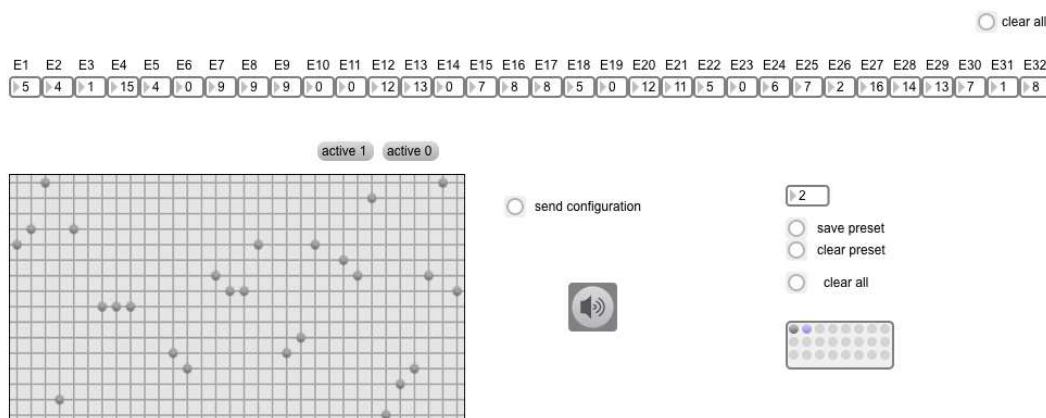 clear all
E1 E2 E3 E4 E5 E6 E7 E8 E9 E10 E11 E12 E13 E14 E15 E16 E17 E18 E19 E20 E21 E22 E23 E24 E25 E26 E27 E28 E29 E30 E31 E32
5 4 1 15 4 0 9 9 9 0 0 12 13 0 7 8 8 5 0 12 11 5 0 6 7 2 16 14 13 7 1 8
active 1 active 0
2
send configuration
save preset
clear preset
clear all